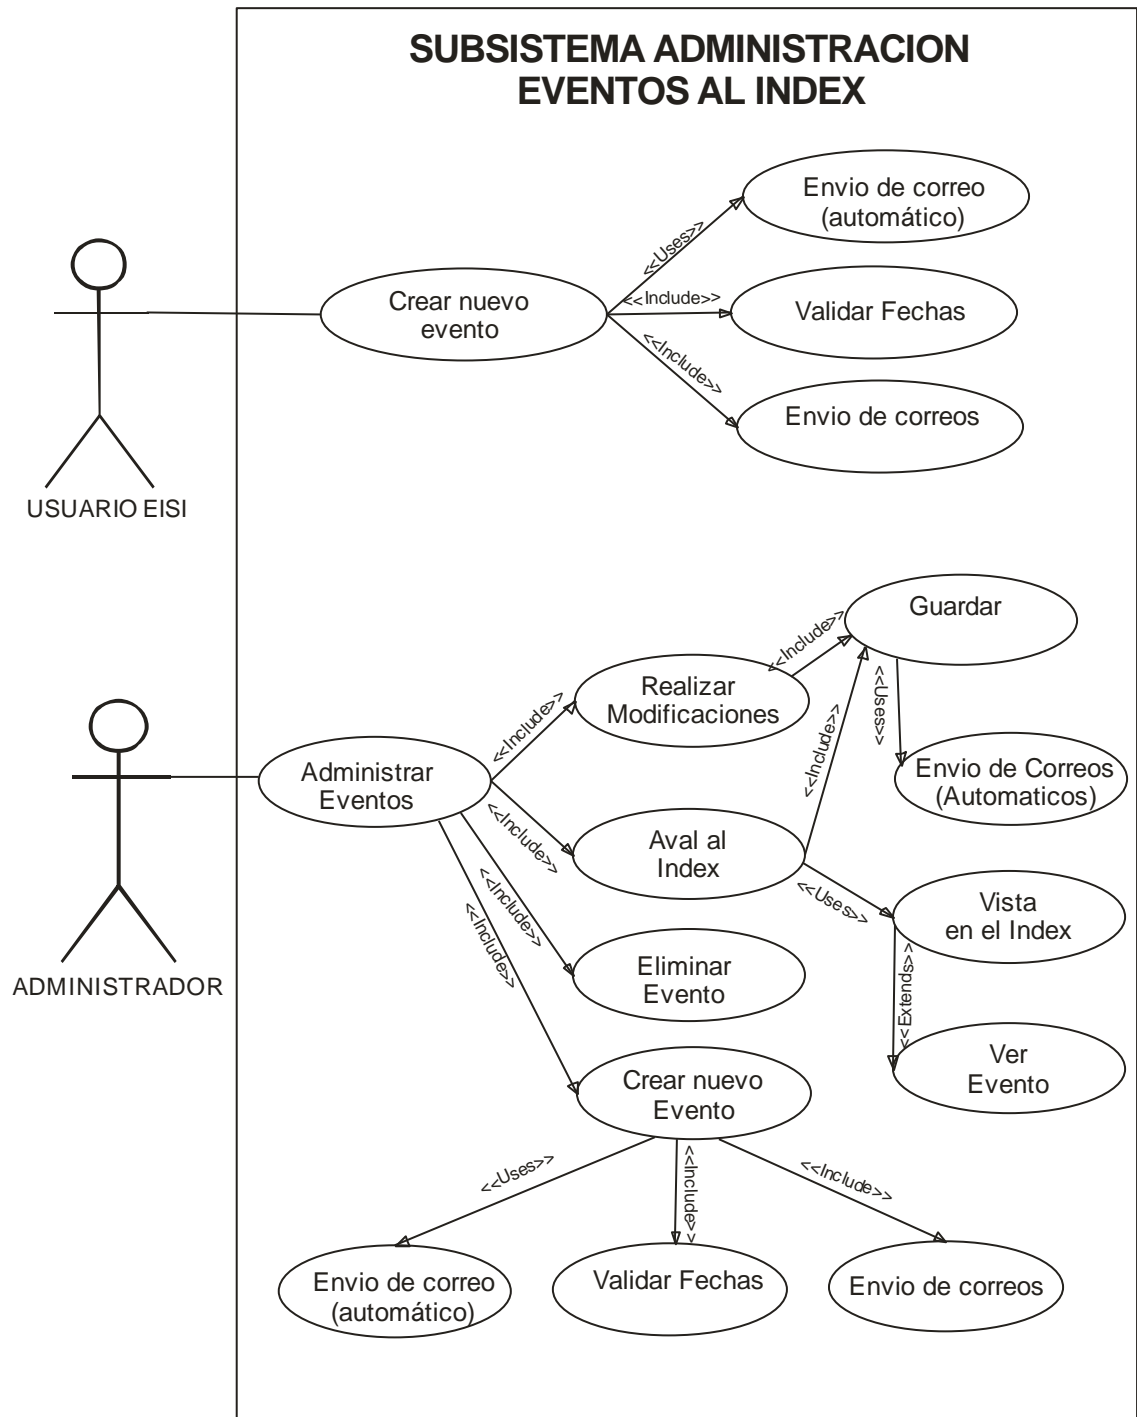 SUBSISTEMA ADMINISTRACION
EVENTOS AL INDEX
Envio de correo
(automático)
<<Uses>>
Crear nuevo
evento
<<Include>>
Validar Fechas
<<Include>>
Envio de correos
USUARIO EISI
Guardar
<<Include>>
Realizar
Modificaciones
<<Include>>
<<Uses>>
<<Include>>
Administrar
Eventos
Envio de Correos
(Automaticos)
<<Include>>
Aval al
Index
<<Uses>>
Vista
en el Index
<<Include>>
<<Include>>
Eliminar
Evento
<<Extends>>
ADMINISTRADOR
Ver
Evento
Crear nuevo
Evento
<<Uses>>
<<Include>>
<<Include>>
Envio de correo
(automático)
Validar Fechas
Envio de correos